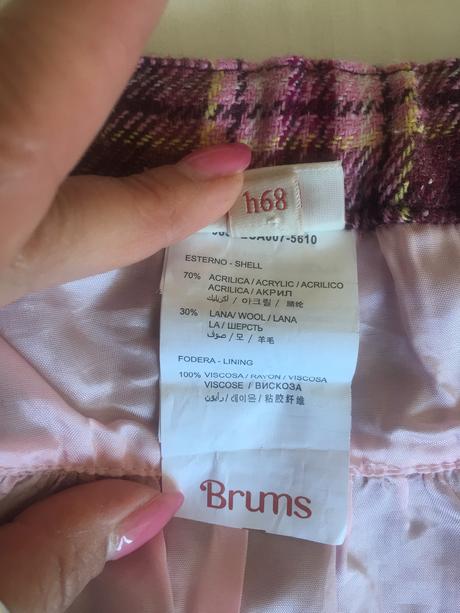 h68
ESTERNO - SHELL
70% ACRILICA / ACRYLIC / ACRILICO
ACRILICA / АКРИЛ
أكريليك / 아크릴 / 腈纶
30% LANA / WOOL / LANA
LA / ШЕРСТЬ
صوف / 모 / 羊毛
FODERA - LINING
100% VISCOSA / RAYON / VISCOSA
VISCOSE / ВИСКОЗА
رايون / 레이온 / 粘胶纤维
Brums